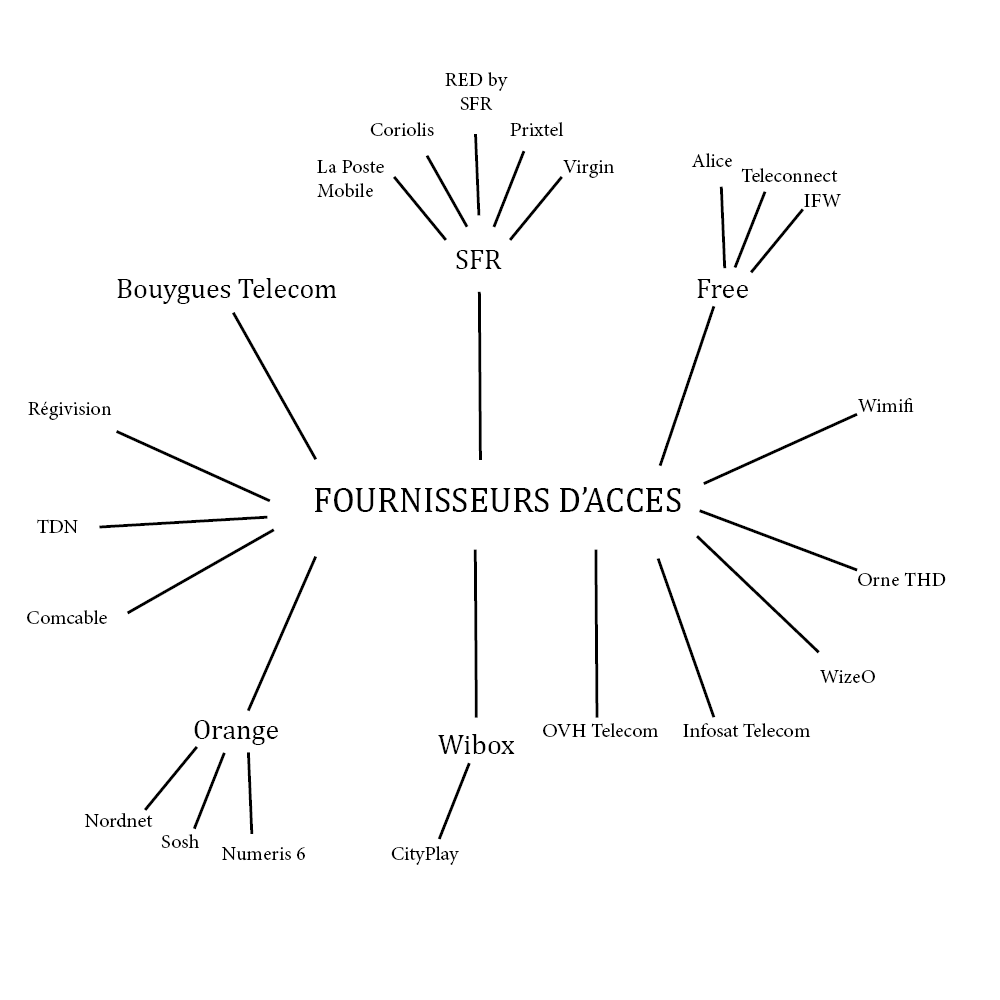 RED by
SFR
Coriolis
Prixtel
La Poste
Mobile
Virgin
Alice
Teleconnect
IFW
SFR
Bouygues Telecom
Free
Régivision
Wimifi
FOURNISSEURS D’ACCES
TDN
Orne THD
Comcable
WizeO
Orange
Wibox
OVH Telecom
Infosat Telecom
Nordnet
Sosh
Numeris 6
CityPlay